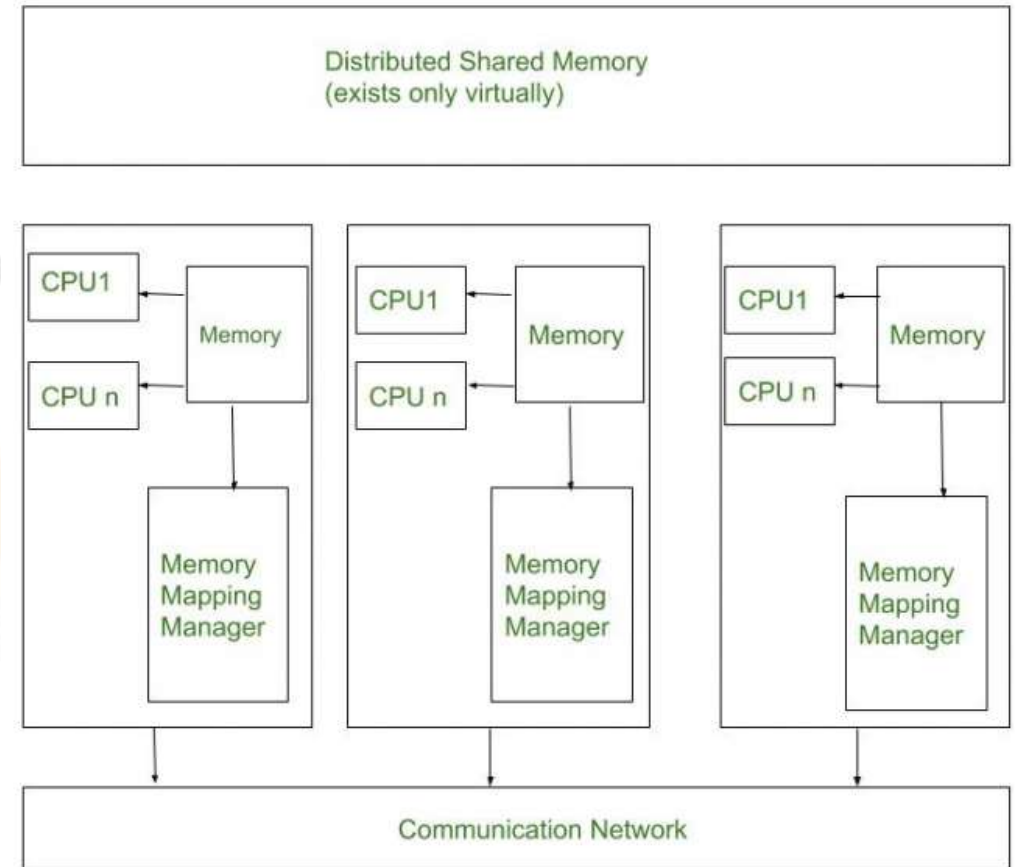 Distributed Shared Memory
(exists only virtually)
CPU1
Memory
CPU n
Memory
Mapping
Manager
CPU1
Memory
CPU n
Memory
Mapping
Manager
CPU1
Memory
CPU n
Memory
Mapping
Manager
Communication Network